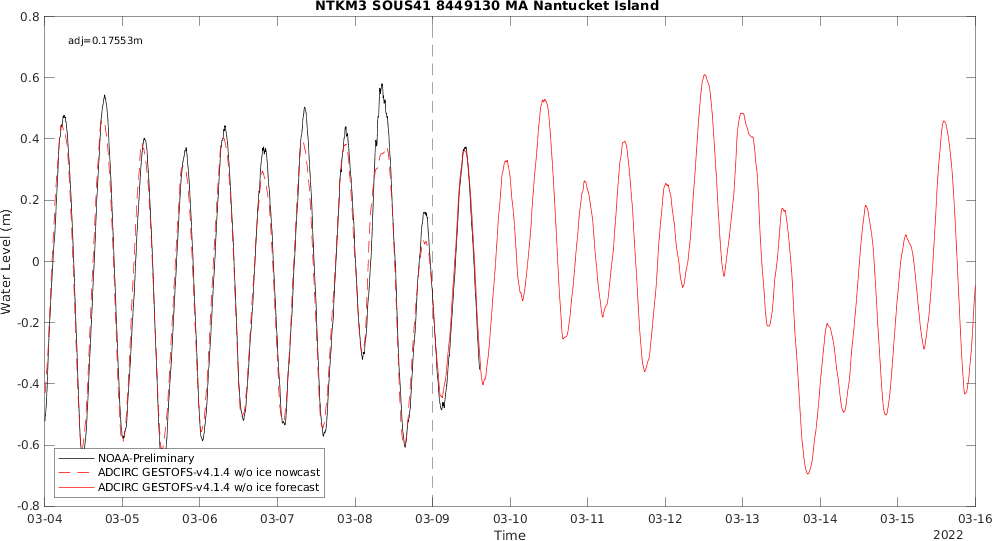 NTKM3 SOUS41 8449130 MA Nantucket Island
adj=0.17553m
0.8
0.6
0.4
0.2
0
-0.2
-0.4
-0.6
-0.8
Water Level (m)
NOAA-Preliminary
ADCIRC GESTOFS-v4.1.4 w/o ice nowcast
ADCIRC GESTOFS-v4.1.4 w/o ice forecast
03-04 03-05 03-06 03-07 03-08 03-09 03-10 03-11 03-12 03-13 03-14 03-15 03-16
Time
2022